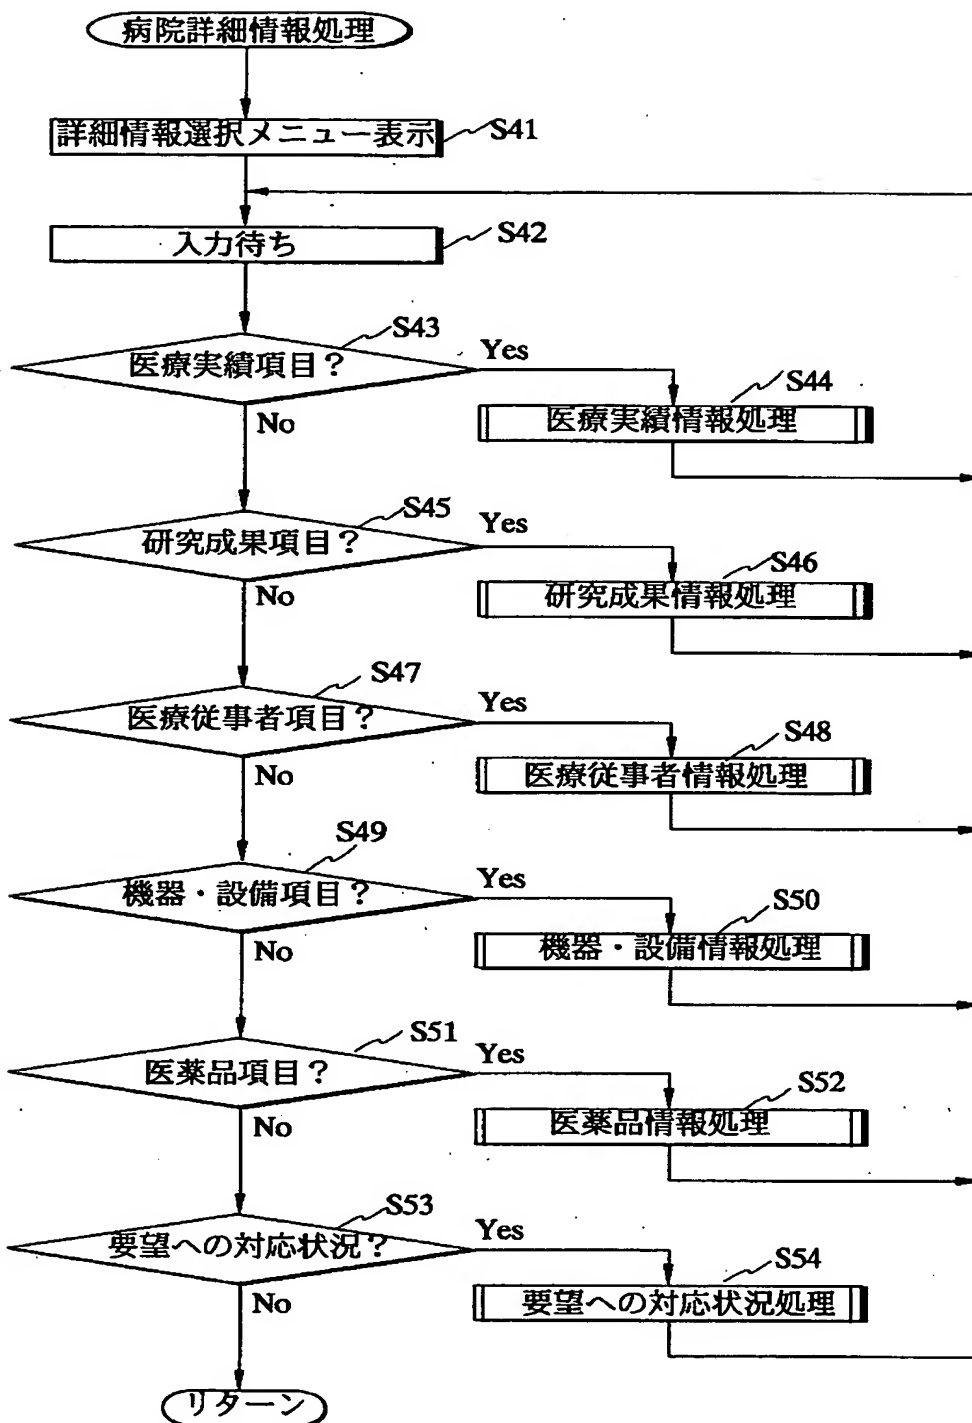 病院詳細情報処理
詳細情報選択メニュー表示
S41
入力待ち
S42
S43
医療実績項目?
Yes
No
S44
医療実績情報処理
S45
研究成果項目?
Yes
No
S46
研究成果情報処理
S47
医療従事者項目?
Yes
No
S48
医療従事者情報処理
S49
機器・設備項目?
Yes
No
S50
機器・設備情報処理
S51
医薬品項目?
Yes
No
S52
医薬品情報処理
S53
要望への対応状況?
Yes
No
S54
要望への対応状況処理
リターン